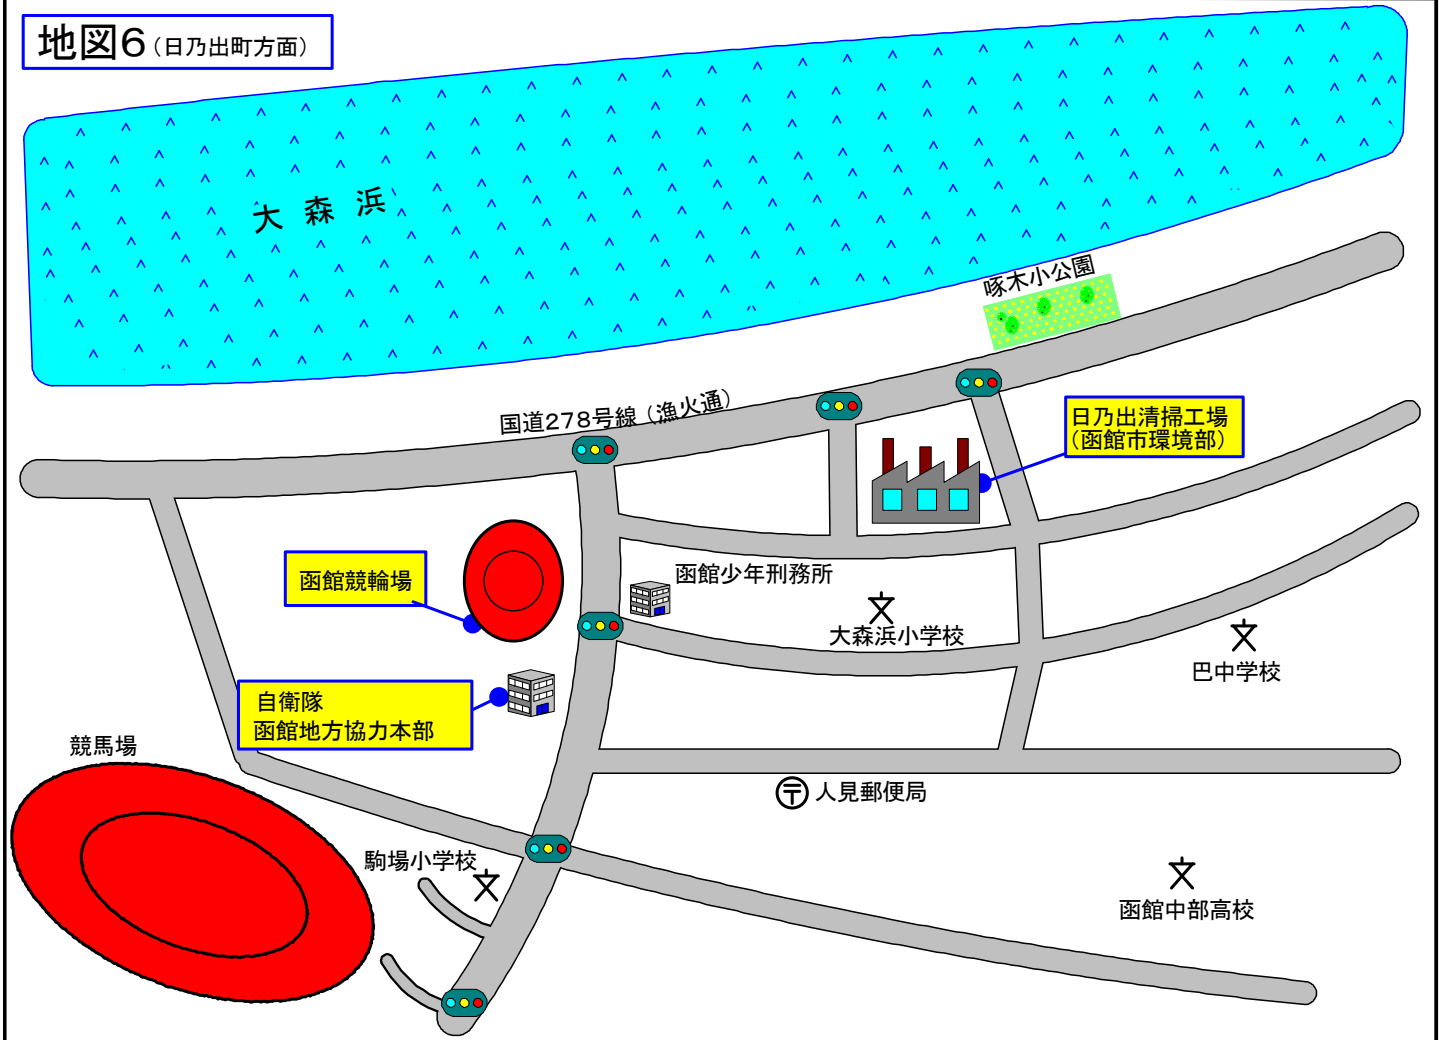 地図6(日乃出町方面)
大森浜
啄木小公園
国道278号線(漁火通)
日乃出清掃工場
(函館市環境部)
函館競輪場
函館少年刑務所
大森浜小学校
巴中学校
自衛隊
函館地方協力本部
競馬場
人見郵便局
駒場小学校
函館中部高校